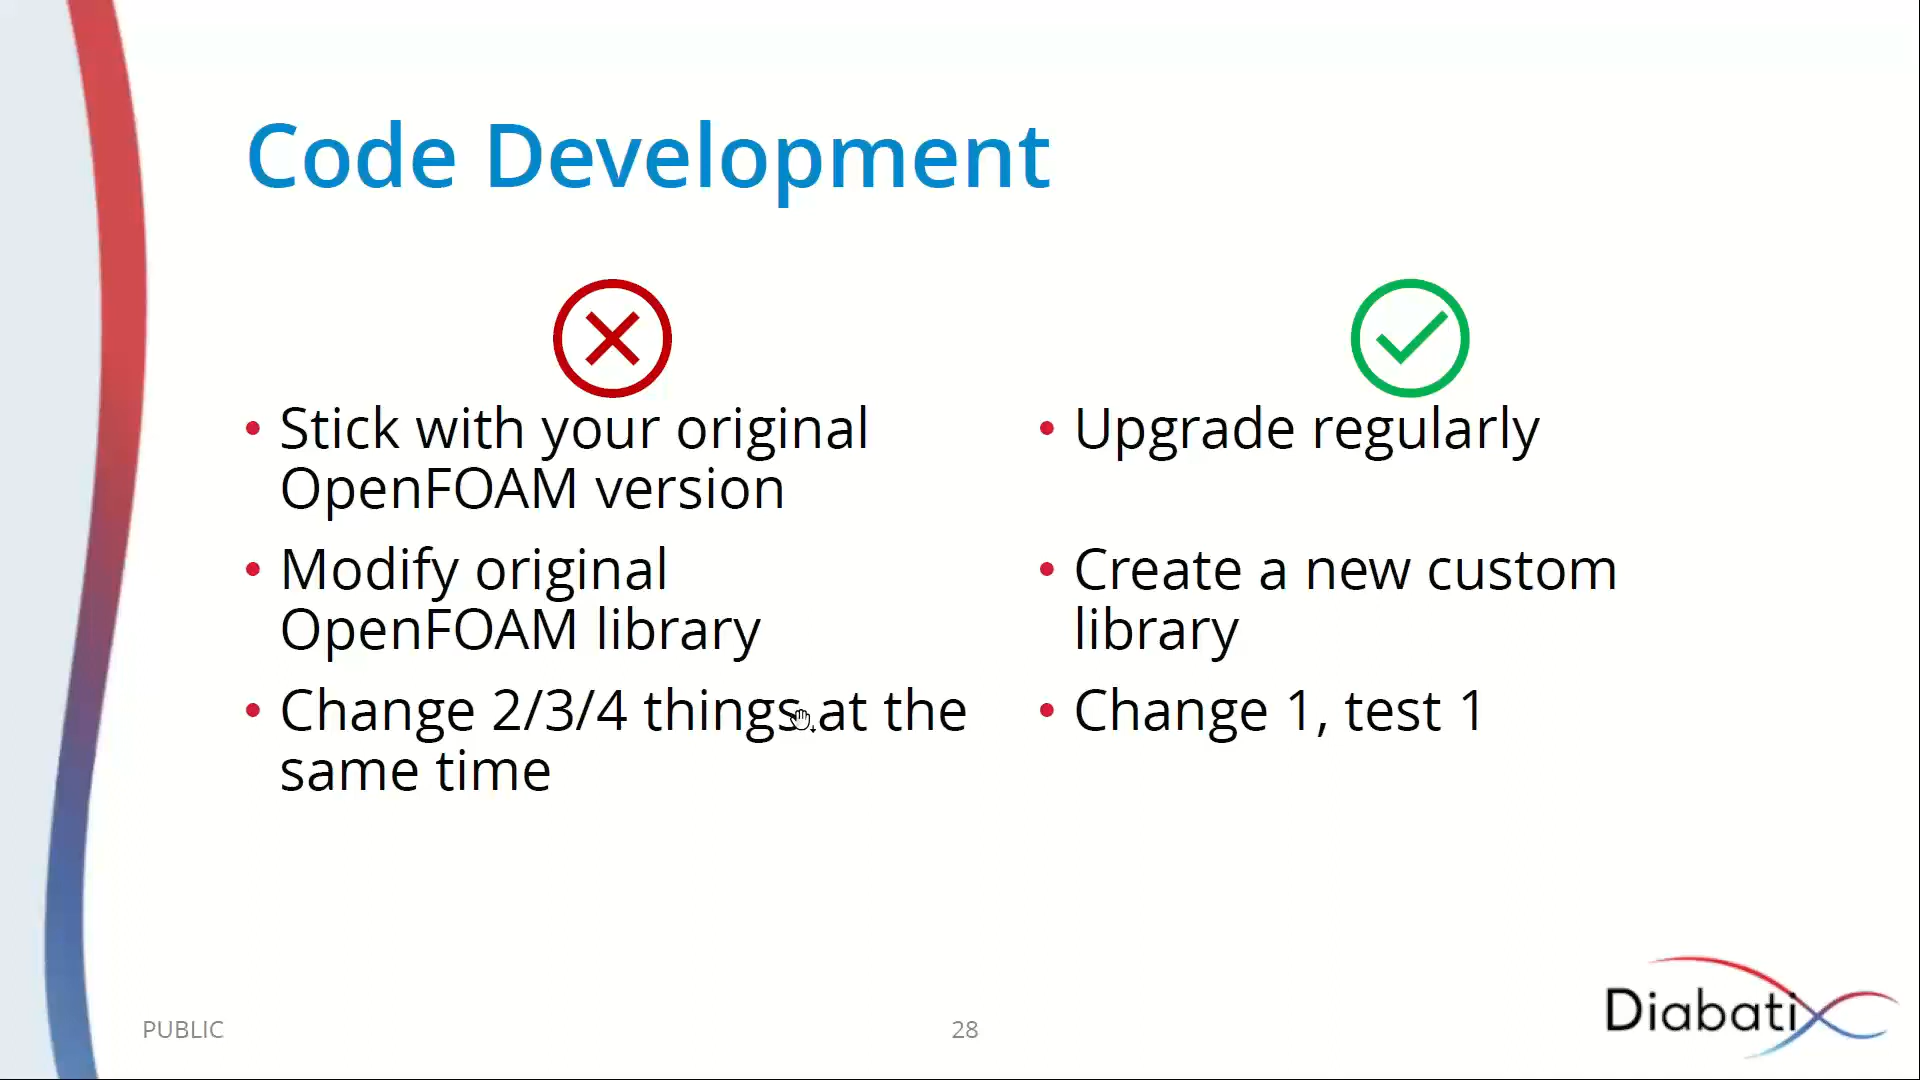 Code Development
• Stick with your original
OpenFOAM version
• Modify original
OpenFOAM library
• Change 2/3/4 things at the
same time
• Upgrade regularly
• Create a new custom
library
• Change 1, test 1
PUBLIC
28
Diabatix